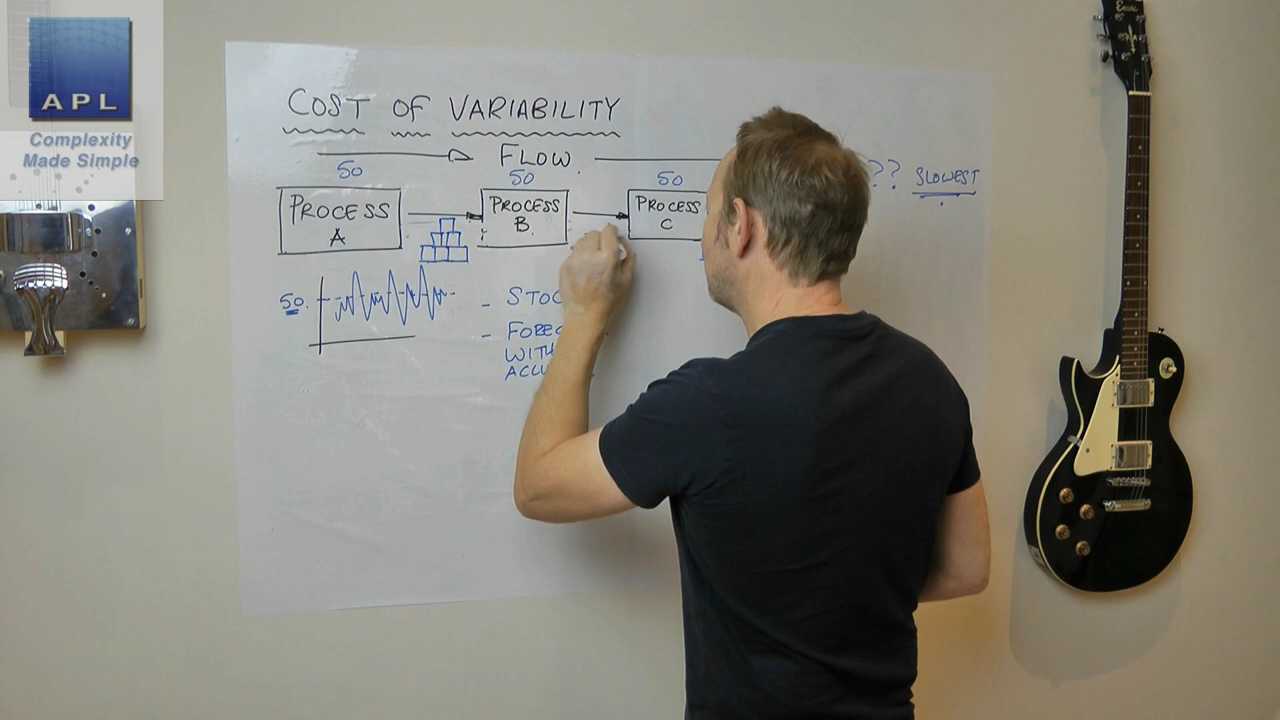 APL
Complexity
Made Simple
COST OF VARIABILITY
FLOW.
50 50 50 ?? SLOWEST
PROCESS
A
PROCESS
B.
PROCESS
C
50.
- STOC
- FOREC
WITH
ACCU
Encore